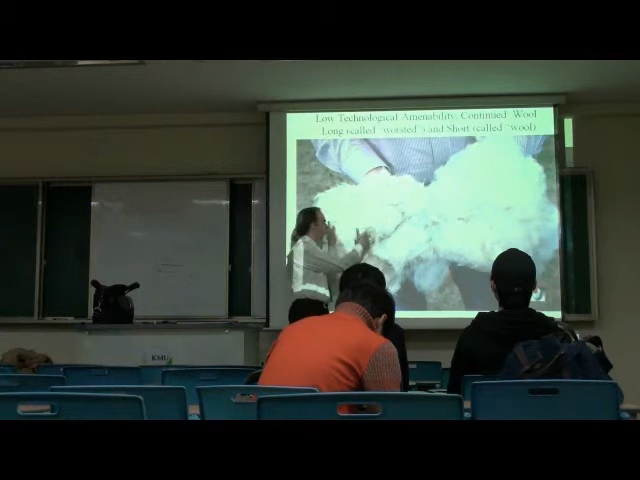 Low Technological Amenability, Continued Wool
Long (called "worsted") and Short (called "wool)
KMU